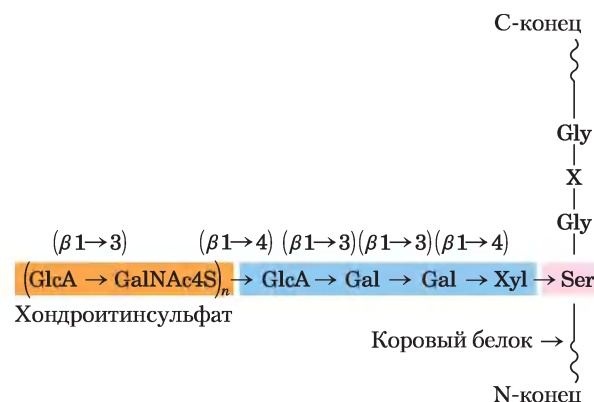 С-конец
Gly
X
Gly
(β1→3) (β1→4) (β1→3)(β1→3)(β1→4)
(GlcA → GalNAc4S)n → GlcA → Gal → Gal → Xyl → Ser
Хондроитинсульфат
Коровый белок →
N-конец